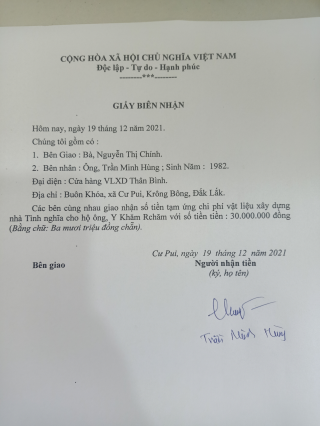 CỘNG HÒA XÃ HỘI CHỦ NGHĨA VIỆT NAM
Độc lập - Tự do - Hạnh phúc
--------***--------
GIẤY BIÊN NHẬN
Hôm nay, ngày 19 tháng 12 năm 2021.
Chúng tôi gồm có :
1. Bên Giao : Bà, Nguyễn Thị Chính.
2. Bên nhân : Ông, Trần Minh Hùng ; Sinh Năm : 1982.
Đại diện : Cửa hàng VLXD Thân Bình.
Địa chỉ : Buôn Khóa, xã Cư Pui, Krông Bông, Đắk Lắk.
Các bên cùng nhau giao nhận số tiền tạm ứng chi phí vật liệu xây dựng
nhà Tình nghĩa cho hộ ông, Y Khăm Rchăm với số tiền tiền : 30.000.000 đồng
(Bằng chữ: Ba mươi triệu đồng chẵn).
Cư Pui, ngày 19 tháng 12 năm 2021
Bên giao Người nhận tiền
(ký, họ tên)
Trần Minh Hùng